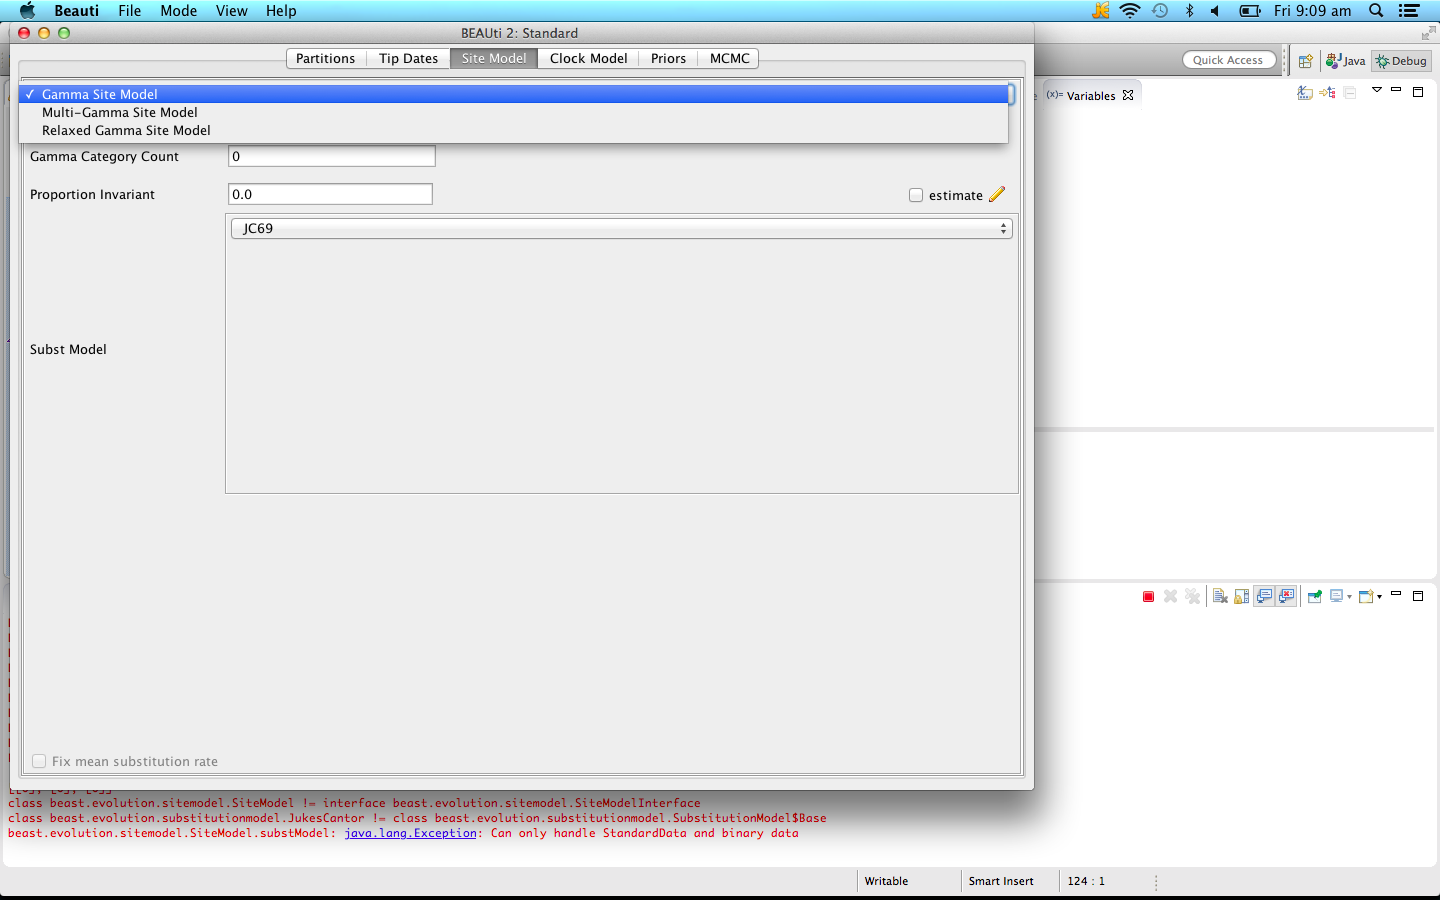 Beauti File Mode View Help Fri 9:09 am
BEAUti 2: Standard
Partitions Tip Dates Site Model Clock Model Priors MCMC
Quick Access Java Debug
✓ Gamma Site Model
(x)= Variables
Multi-Gamma Site Model
Relaxed Gamma Site Model
Gamma Category Count 0
Proportion Invariant 0.0 estimate
JC69
Subst Model
Fix mean substitution rate
class beast.evolution.sitemodel.SiteModel != interface beast.evolution.sitemodel.SiteModelInterface
class beast.evolution.substitutionmodel.JukesCantor != class beast.evolution.substitutionmodel.SubstitutionModel$Base
beast.evolution.sitemodel.SiteModel.substModel: java.lang.Exception: Can only handle StandardData and binary data
Writable Smart Insert 124 : 1